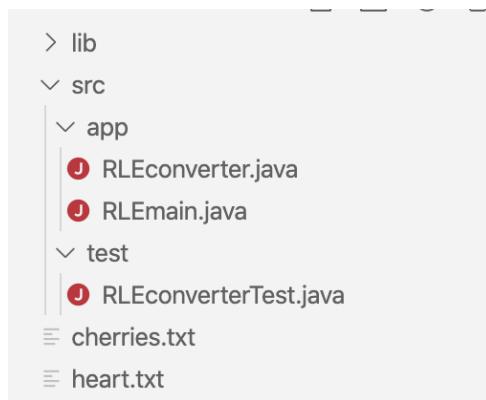 lib
src
app
J RLEconverter.java
J RLEmain.java
test
J RLEconverterTest.java
cherries.txt
heart.txt